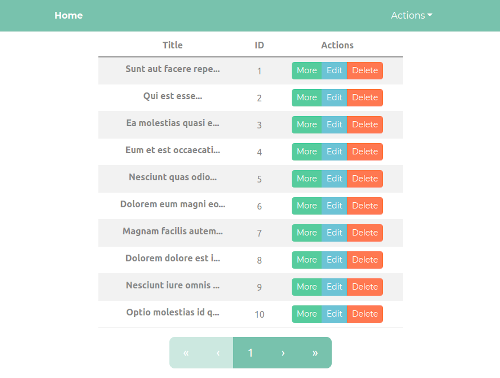 Home Actions
Title ID Actions
Sunt aut facere repe... 1 More Edit Delete
Qui est esse... 2 More Edit Delete
Ea molestias quasi e... 3 More Edit Delete
Eum et est occaecati... 4 More Edit Delete
Nesciunt quas odio... 5 More Edit Delete
Dolorem eum magni eo... 6 More Edit Delete
Magnam facilis autem... 7 More Edit Delete
Dolorem dolore est i... 8 More Edit Delete
Nesciunt iure omnis ... 9 More Edit Delete
Optio molestias id q... 10 More Edit Delete
« ‹ 1 › »